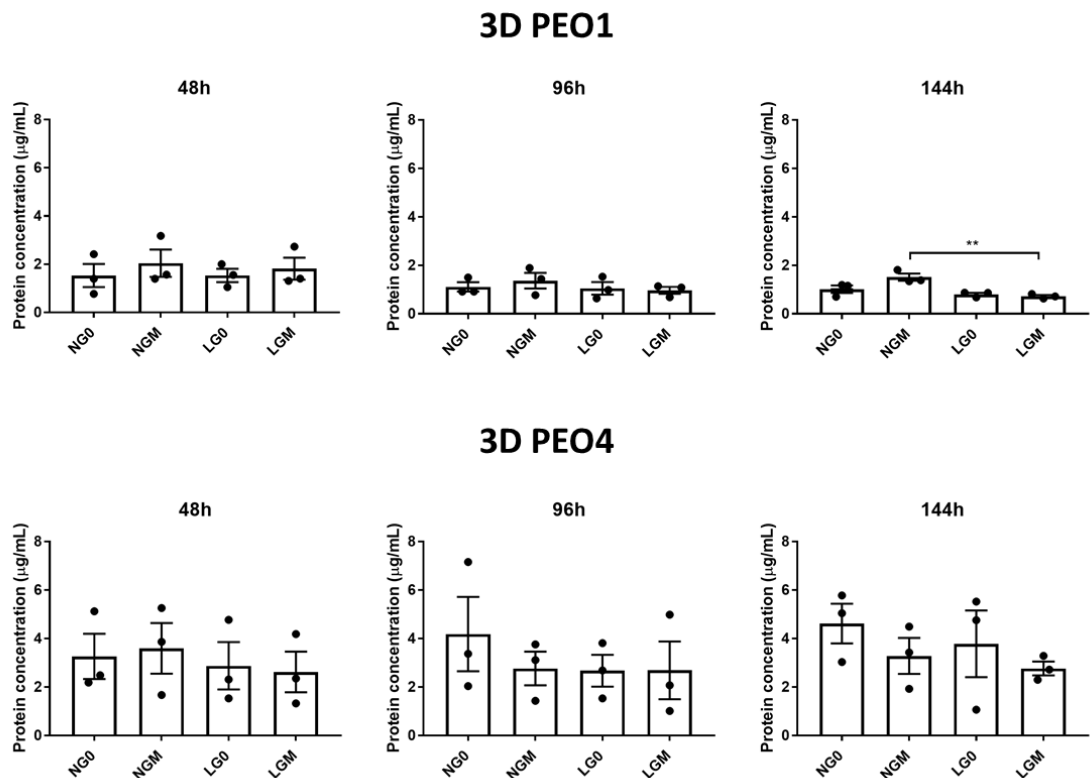 3D PEO1
48h
Protein concentration (µg/mL)
8
6
4
2
0
NG0
NGM
LG0
LGM
96h
Protein concentration (µg/mL)
8
6
4
2
0
NG0
NGM
LG0
LGM
144h
Protein concentration (µg/mL)
8
6
4
2
0
**
NG0
NGM
LG0
LGM
3D PEO4
48h
Protein concentration (µg/mL)
8
6
4
2
0
NG0
NGM
LG0
LGM
96h
Protein concentration (µg/mL)
8
6
4
2
0
NG0
NGM
LG0
LGM
144h
Protein concentration (µg/mL)
8
6
4
2
0
NG0
NGM
LG0
LGM